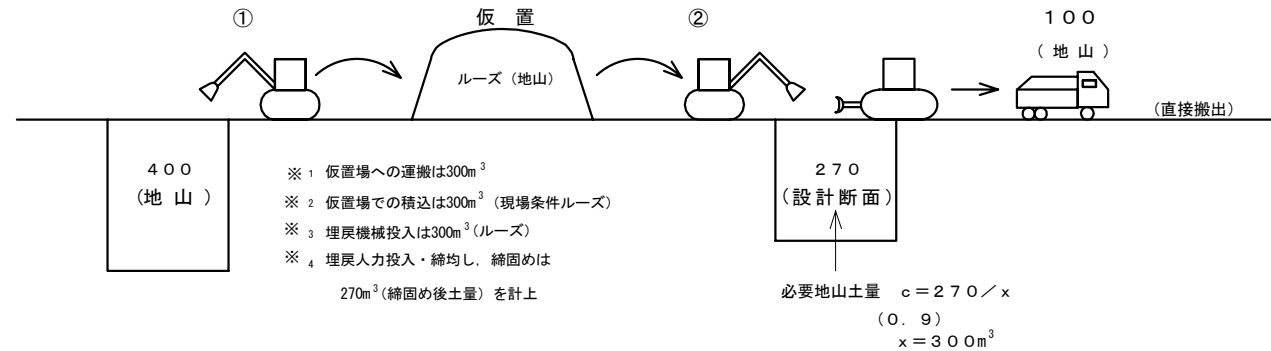 ① 仮 置 ② １００
（ 地 山 ）
ルーズ（地山）
（直接搬出）
４００
（地 山 ）
２７０
（設計断面）
※１ 仮置場への運搬は300m³
※２ 仮置場での積込は300m³（現場条件ルーズ）
※３ 埋戻機械投入は300m³（ルーズ）
※４ 埋戻人力投入・締均し，締固めは
270m³（締固め後土量）を計上
必要地山土量 ｃ＝２７０／ｘ
（０．９）
ｘ＝３００m³